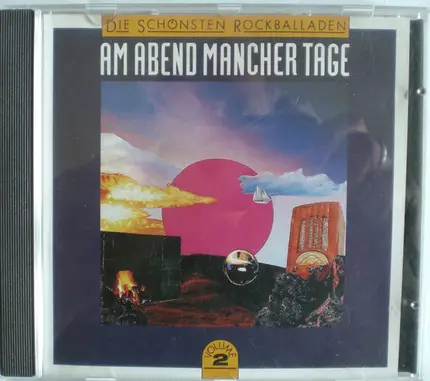 DIE SCHÖNSTEN ROCKBALLADEN
AM ABEND MANCHER TAGE
VOLUME
2